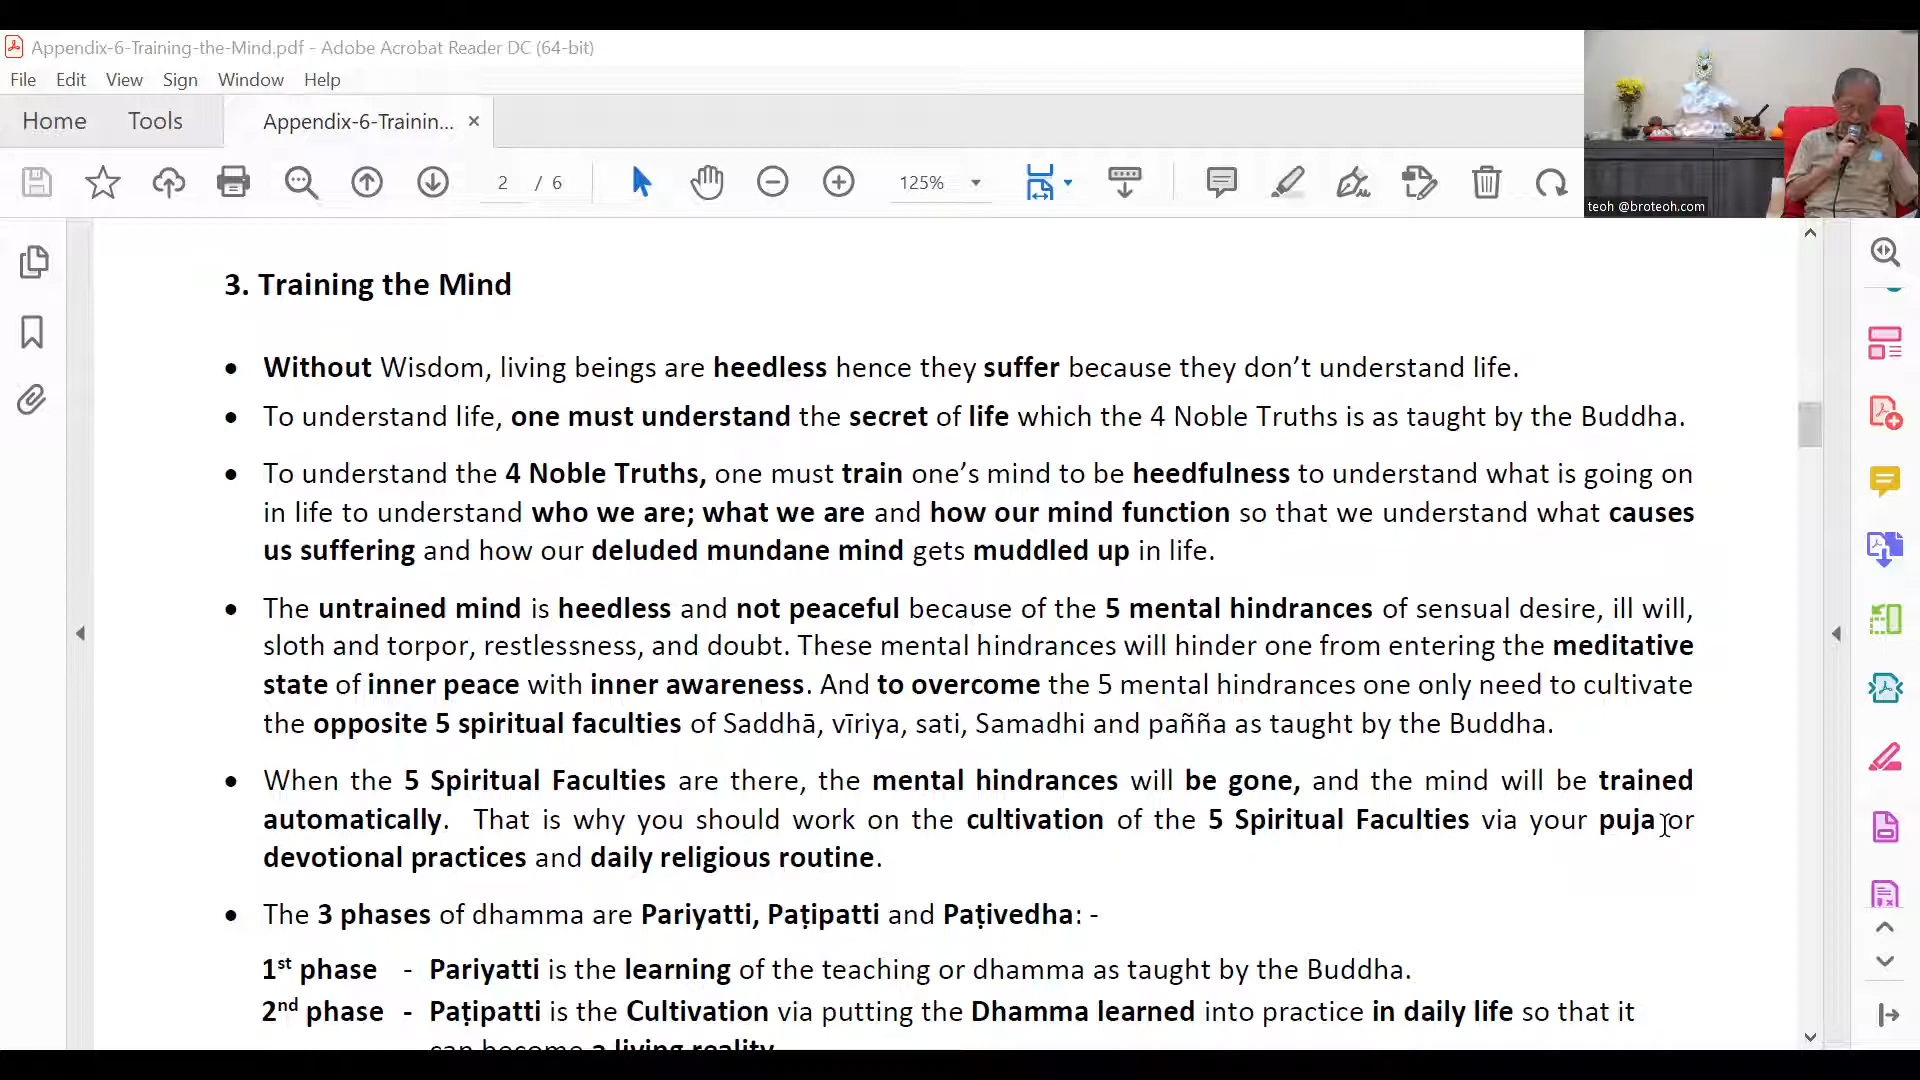 Appendix-6-Training-the-Mind.pdf - Adobe Acrobat Reader DC (64-bit)
File Edit View Sign Window Help
Home Tools Appendix-6-Trainin... ×
2 / 6 125%
teoh @broteoh.com
3. Training the Mind
• Without Wisdom, living beings are heedless hence they suffer because they don’t understand life.
• To understand life, one must understand the secret of life which the 4 Noble Truths is as taught by the Buddha.
• To understand the 4 Noble Truths, one must train one’s mind to be heedfulness to understand what is going on
in life to understand who we are; what we are and how our mind function so that we understand what causes
us suffering and how our deluded mundane mind gets muddled up in life.
• The untrained mind is heedless and not peaceful because of the 5 mental hindrances of sensual desire, ill will,
sloth and torpor, restlessness, and doubt. These mental hindrances will hinder one from entering the meditative
state of inner peace with inner awareness. And to overcome the 5 mental hindrances one only need to cultivate
the opposite 5 spiritual faculties of Saddhā, vīriya, sati, Samadhi and pañña as taught by the Buddha.
• When the 5 Spiritual Faculties are there, the mental hindrances will be gone, and the mind will be trained
automatically. That is why you should work on the cultivation of the 5 Spiritual Faculties via your puja or
devotional practices and daily religious routine.
• The 3 phases of dhamma are Pariyatti, Paṭipatti and Paṭivedha: -
1st phase - Pariyatti is the learning of the teaching or dhamma as taught by the Buddha.
2nd phase - Paṭipatti is the Cultivation via putting the Dhamma learned into practice in daily life so that it
can become a living reality.